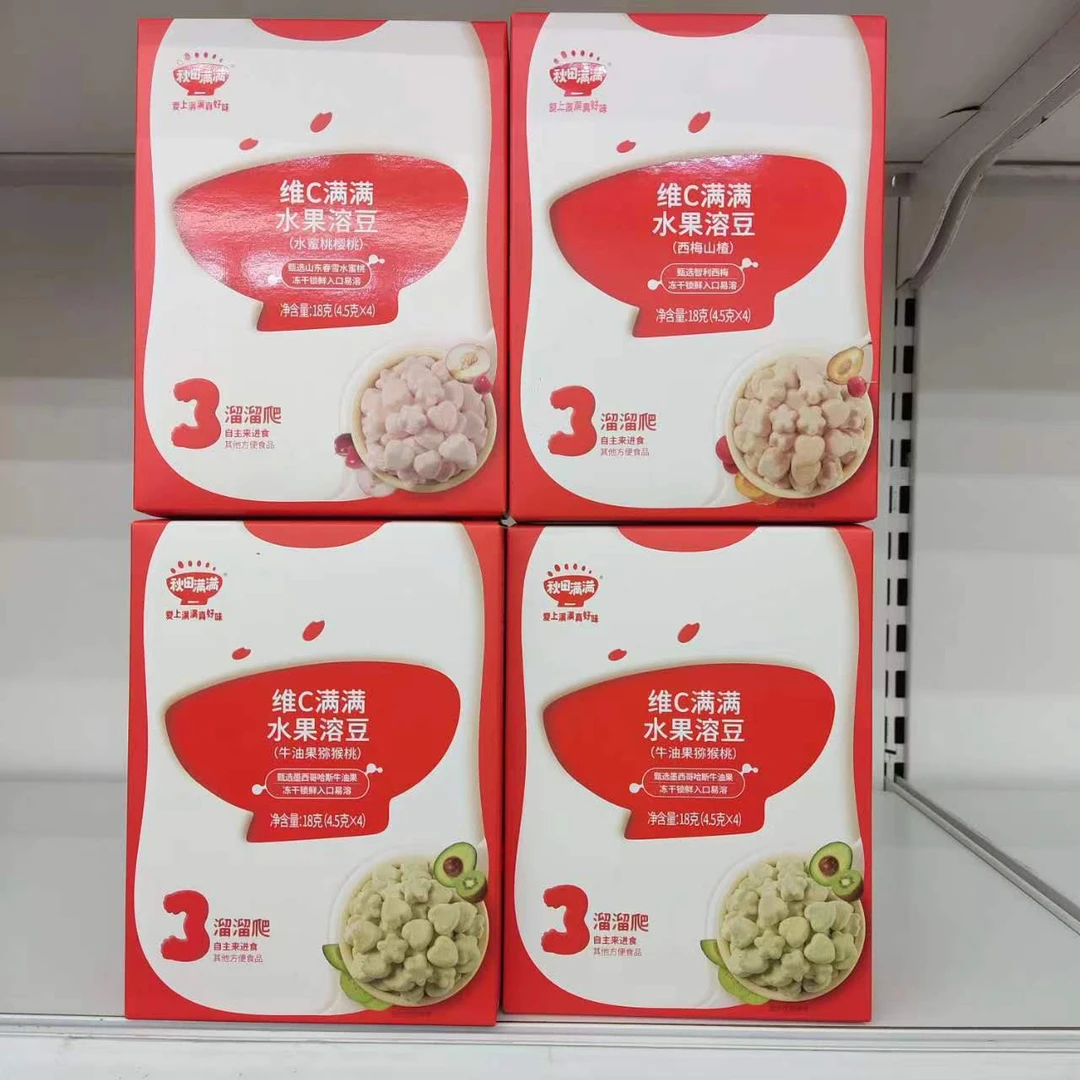 秋田满满
爱上满满真好味
维C满满
水果溶豆
(水蜜桃樱桃)
甄选山东春雪水蜜桃
冻干锁鲜入口易溶
净含量:18克(4.5克×4)
3
溜溜爬
自主来进食
其他方便食品
秋田满满
爱上满满真好味
维C满满
水果溶豆
(西梅山楂)
甄选智利西梅
冻干锁鲜入口易溶
净含量:18克(4.5克×4)
3
溜溜爬
自主来进食
其他方便食品
秋田满满
爱上满满真好味
维C满满
水果溶豆
(牛油果猕猴桃)
甄选墨西哥哈斯牛油果
冻干锁鲜入口易溶
净含量:18克(4.5克×4)
3
溜溜爬
自主来进食
其他方便食品
秋田满满
爱上满满真好味
维C满满
水果溶豆
(牛油果猕猴桃)
甄选墨西哥哈斯牛油果
冻干锁鲜入口易溶
净含量:18克(4.5克×4)
3
溜溜爬
自主来进食
其他方便食品